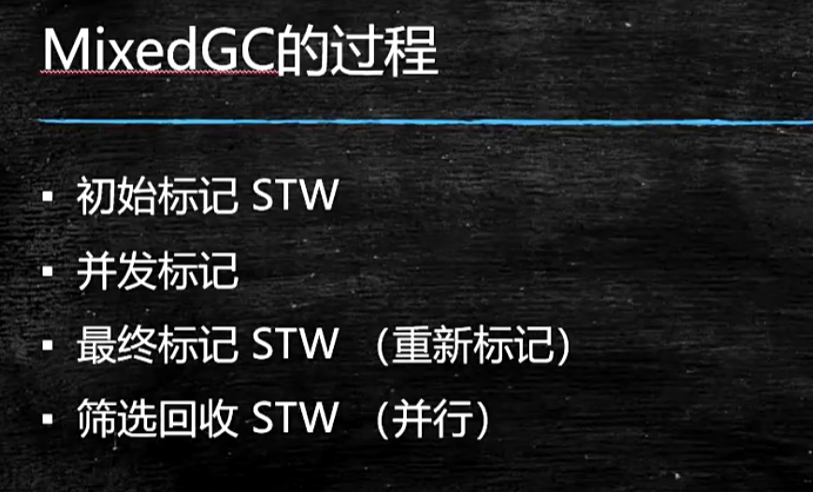 MixedGC的过程
▪ 初始标记 STW
▪ 并发标记
▪ 最终标记 STW （重新标记）
▪ 筛选回收 STW （并行）